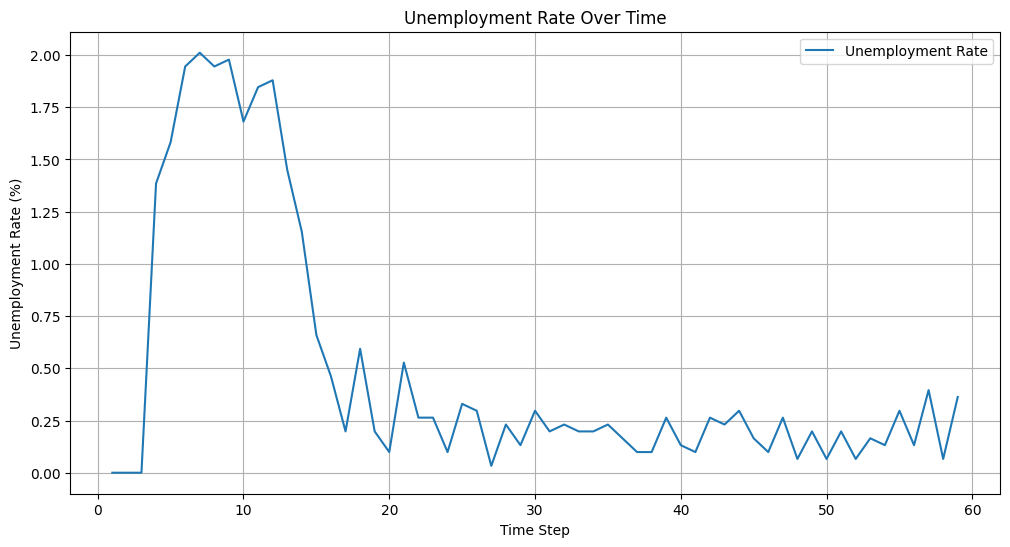 Unemployment Rate Over Time
Unemployment Rate
Unemployment Rate (%)
2.00
1.75
1.50
1.25
1.00
0.75
0.50
0.25
0.00
0 10 20 30 40 50 60
Time Step